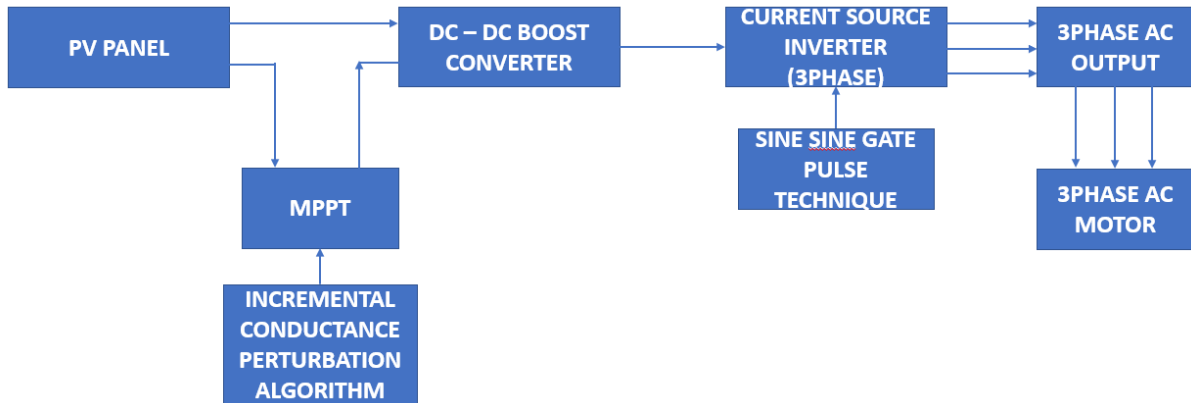 PV PANEL
DC – DC BOOST
CONVERTER
CURRENT SOURCE
INVERTER
(3PHASE)
3PHASE AC
OUTPUT
SINE SINE GATE
PULSE
TECHNIQUE
MPPT
3PHASE AC
MOTOR
INCREMENTAL
CONDUCTANCE
PERTURBATION
ALGORITHM